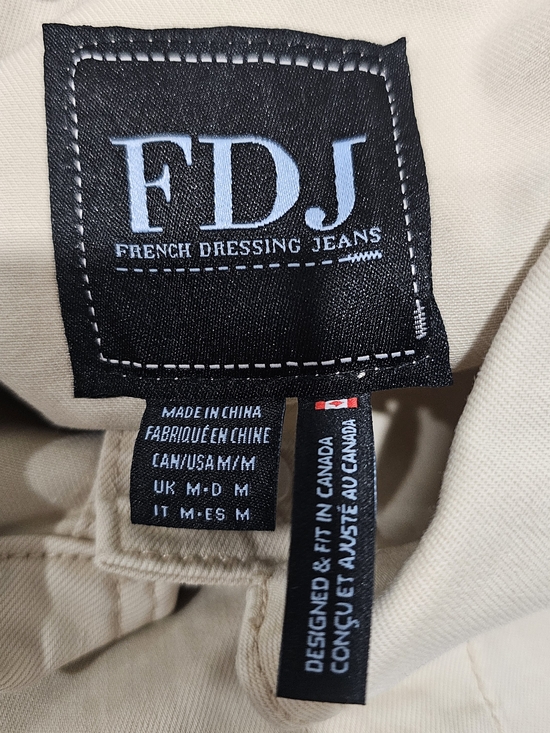 FDJ
FRENCH DRESSING JEANS
MADE IN CHINA
FABRIQUÉ EN CHINE
CAN/USA M/M
UK M•D M
IT M•ES M
DESIGNED & FIT IN CANADA
CONÇU ET AJUSTÉ AU CANADA